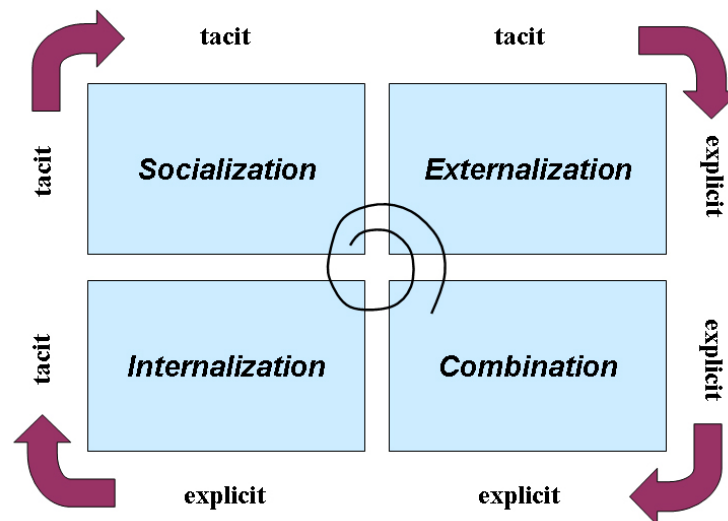 tacit tacit
tacit
Socialization
Externalization
explicit
tacit
Internalization
Combination
explicit
explicit explicit